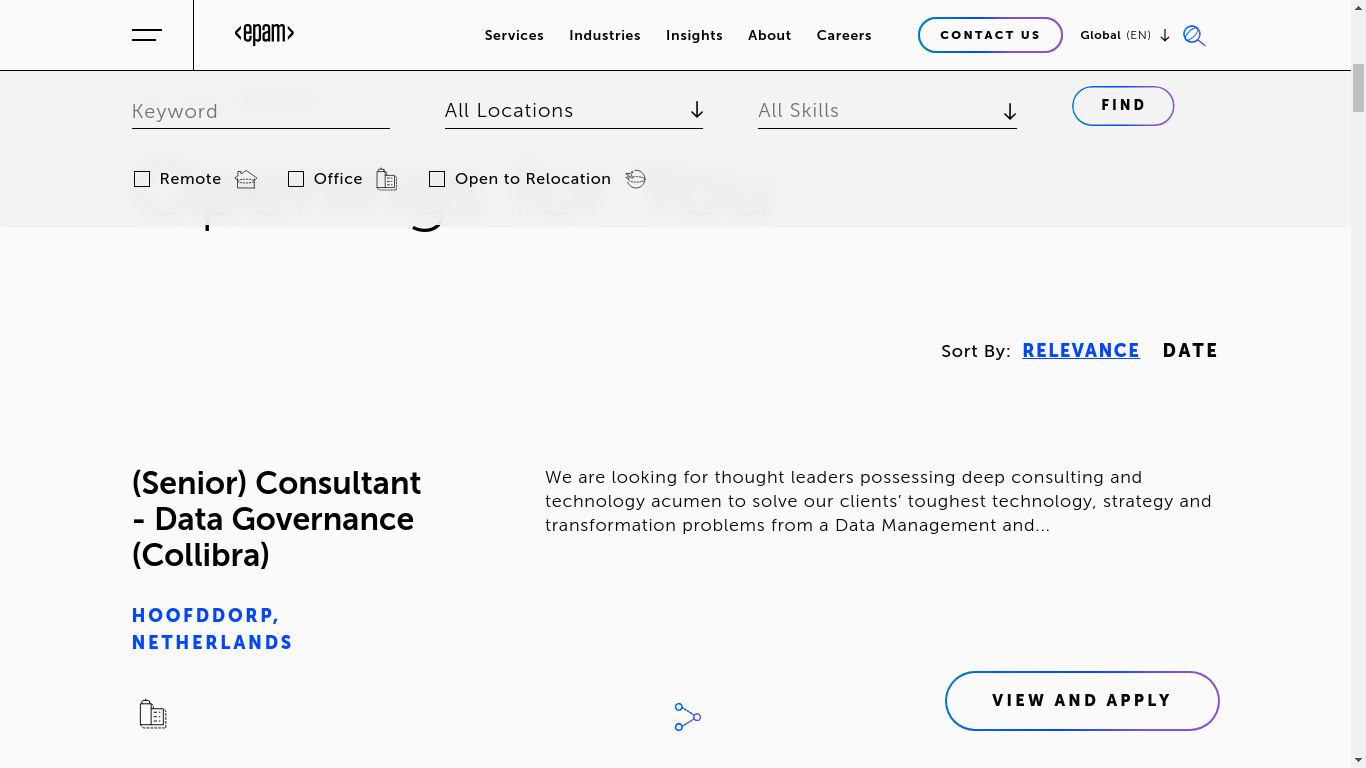 <epam>
Services
Industries
Insights
About
Careers
CONTACT US
Global (EN)
Keyword
All Locations
All Skills
FIND
Remote
Office
Open to Relocation
Openings for You
Sort By: RELEVANCE DATE
(Senior) Consultant
- Data Governance
(Collibra)
We are looking for thought leaders possessing deep consulting and
technology acumen to solve our clients’ toughest technology, strategy and
transformation problems from a Data Management and...
HOOFDDORP,
NETHERLANDS
VIEW AND APPLY